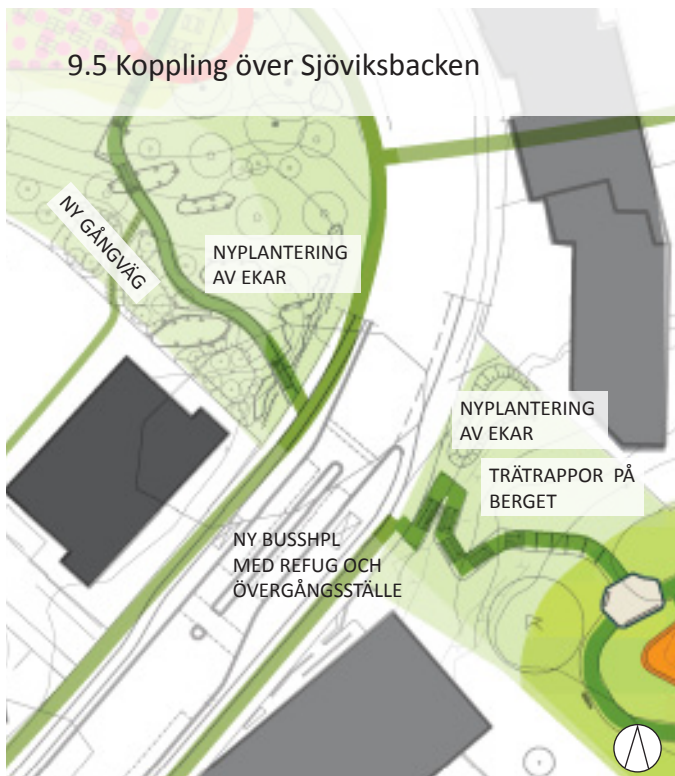 9.5 Koppling över Sjöviksbacken
NY GÅNGVÄG
NYPLANTERING
AV EKAR
NYPLANTERING
AV EKAR
TRÄTRAPPOR PÅ
BERGET
NY BUSSHPL
MED REFUG OCH
ÖVERGÅNGSSTÄLLE